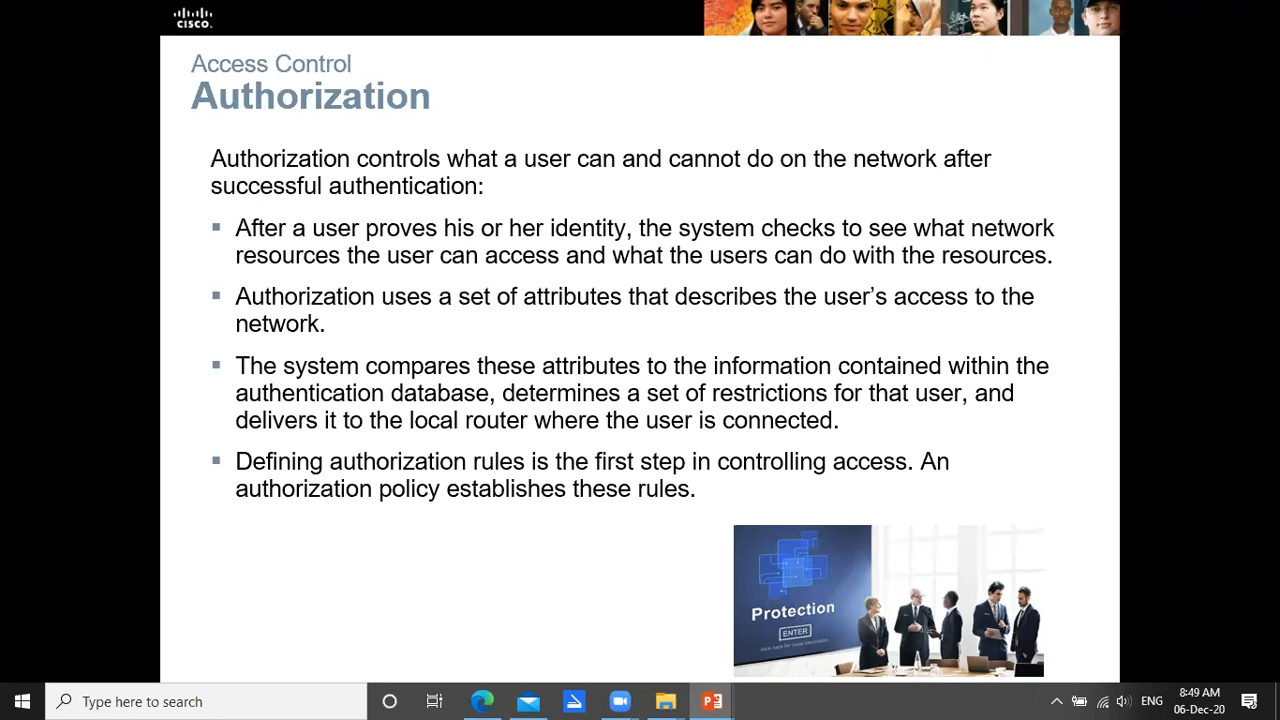 CISCO
Access Control
Authorization
Authorization controls what a user can and cannot do on the network after
successful authentication:
After a user proves his or her identity, the system checks to see what network
resources the user can access and what the users can do with the resources.
Authorization uses a set of attributes that describes the user’s access to the
network.
The system compares these attributes to the information contained within the
authentication database, determines a set of restrictions for that user, and
delivers it to the local router where the user is connected.
Defining authorization rules is the first step in controlling access. An
authorization policy establishes these rules.
Protection
ENTER
Type here to search
ENG
8:49 AM
06-Dec-20